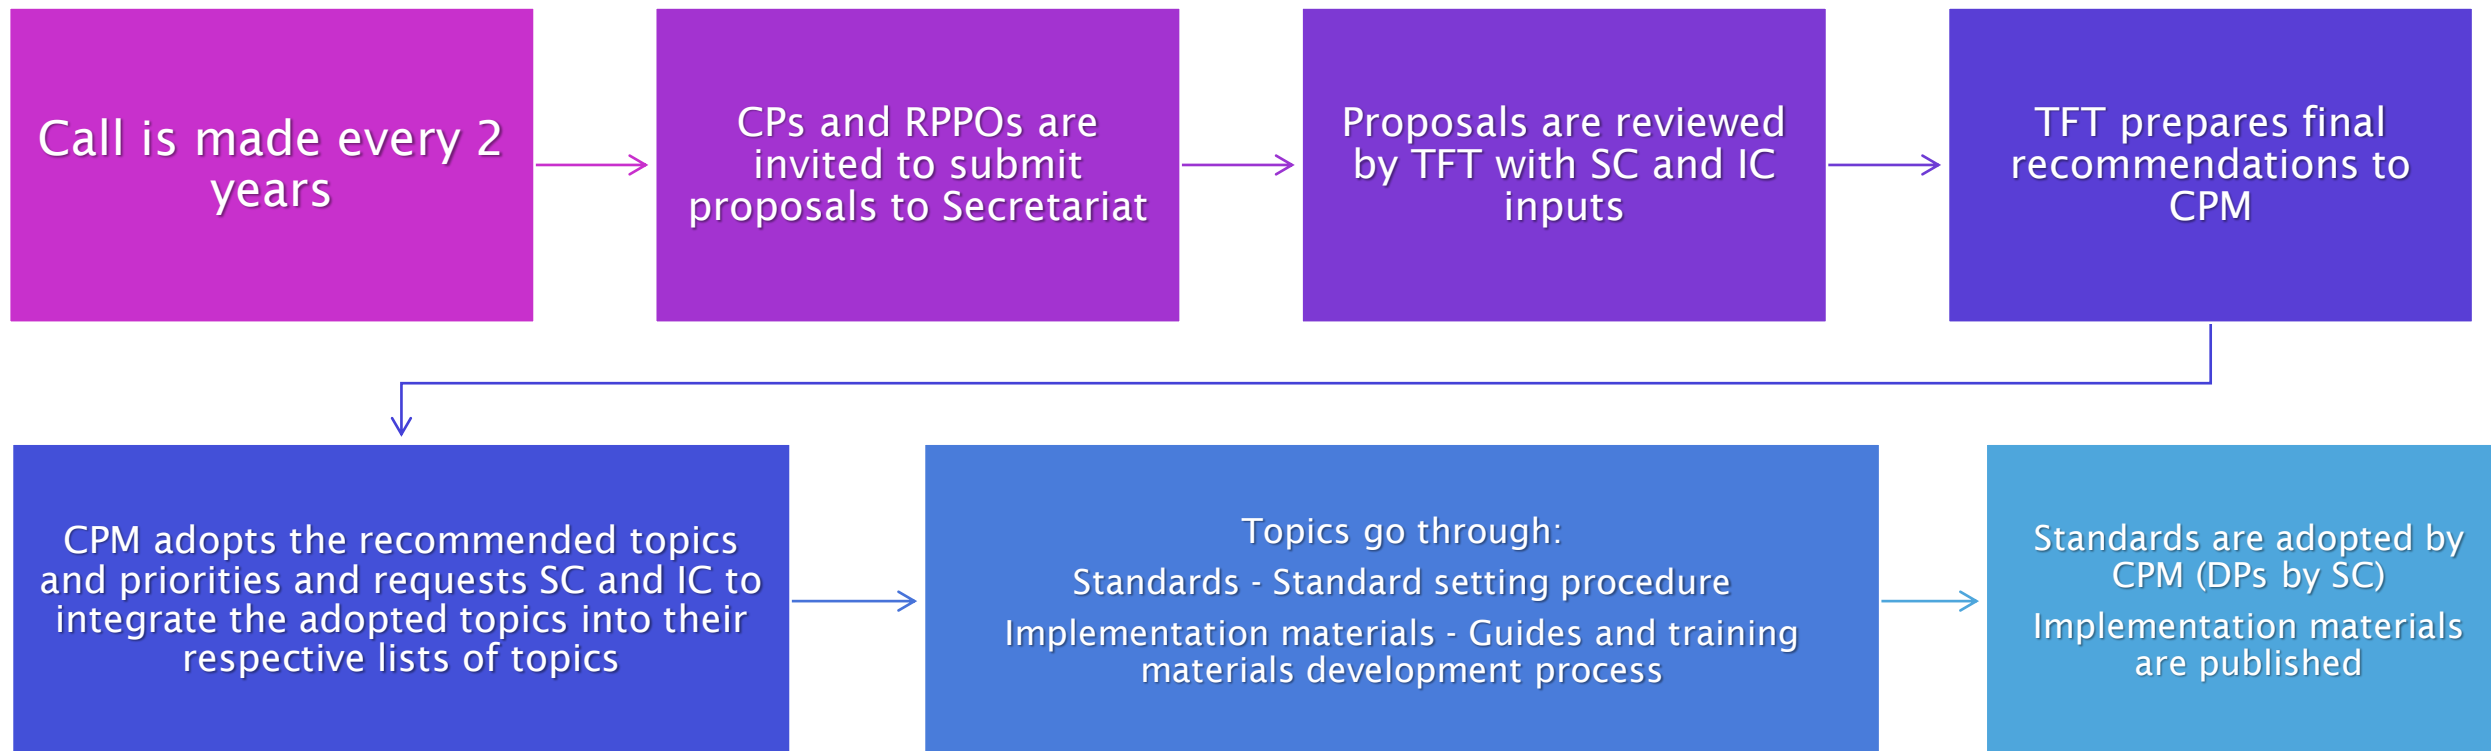 Call is made every 2
years
CPs and RPPOs are
invited to submit
proposals to Secretariat
Proposals are reviewed
by TFT with SC and IC
inputs
TFT prepares final
recommendations to
CPM
CPM adopts the recommended topics
and priorities and requests SC and IC to
integrate the adopted topics into their
respective lists of topics
Topics go through:
Standards - Standard setting procedure
Implementation materials - Guides and training
materials development process
Standards are adopted by
CPM (DPs by SC)
Implementation materials
are published